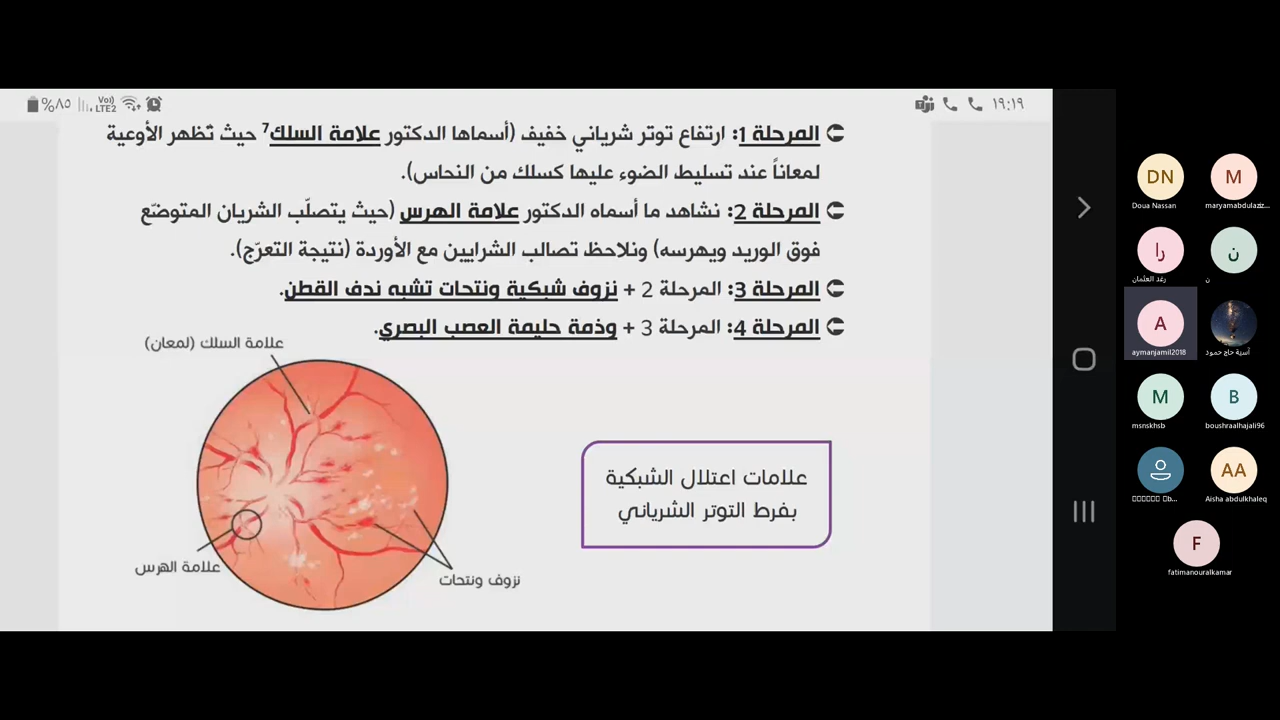 ١٩:١٩
%٨٥
Vo))
LTE2
المرحلة 1: ارتفاع توتر شرياني خفيف (أسماها الدكتور علامة السلك7 حيث تُظهر الأوعية
لمعاناً عند تسليط الضوء عليها كسلك من النحاس).
المرحلة 2: نشاهد ما أسماه الدكتور علامة الهرس (حيث يتصلّب الشريان المتوضّع
فوق الوريد ويهرسه) ونلاحظ تصالب الشرايين مع الأوردة (نتيجة التعرّج).
المرحلة 3: المرحلة 2 + نزوف شبكية ونتحات تشبه ندف القطن.
المرحلة 4: المرحلة 3 + وذمة حليمة العصب البصري.
علامة السلك (لمعان)
علامات اعتلال الشبكية
بفرط التوتر الشرياني
علامة الهرس
نزوف ونتحات
DN
Doua Nassan
M
maryamabdulaziz...
را
رغد العثمان
ن
ن
A
aymanjamil2018
آسية حاج حمود
M
msnskhsb
B
boushraalhajali96
AA
Aisha abdulkhaleq
F
fatimanouralkamar